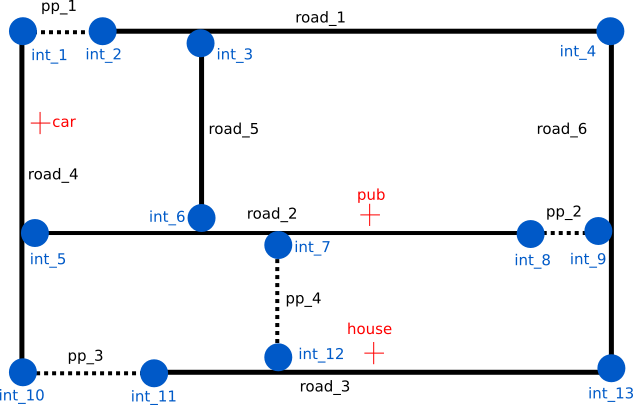 pp_1
road_1
int_1
int_2
int_3
int_4
car
road_5
road_6
road_4
pub
int_6
road_2
pp_2
int_5
int_7
int_8
int_9
pp_4
house
pp_3
int_12
road_3
int_10
int_11
int_13